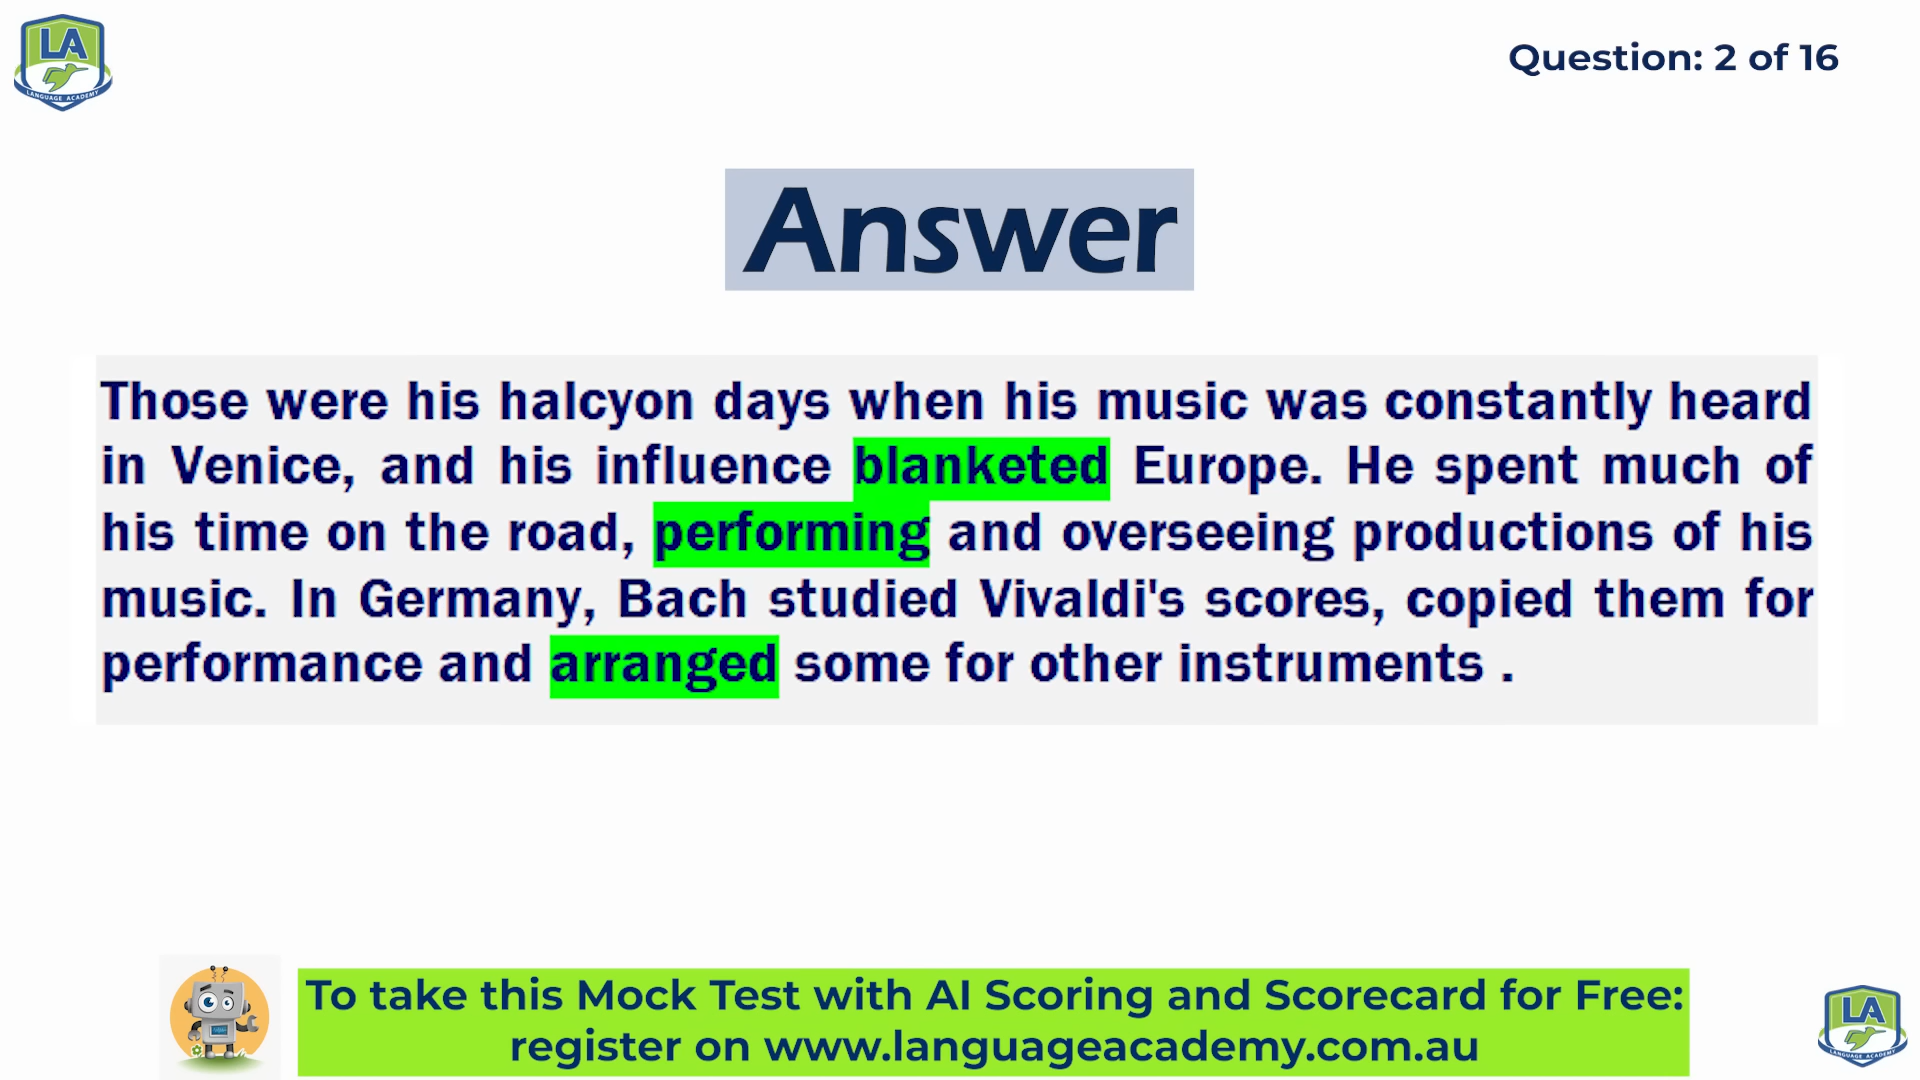 LA
LANGUAGE ACADEMY
Question: 2 of 16
Answer
Those were his halcyon days when his music was constantly heard
in Venice, and his influence blanketed Europe. He spent much of
his time on the road, performing and overseeing productions of his
music. In Germany, Bach studied Vivaldi's scores, copied them for
performance and arranged some for other instruments .
To take this Mock Test with AI Scoring and Scorecard for Free:
register on www.languageacademy.com.au
LA
LANGUAGE ACADEMY